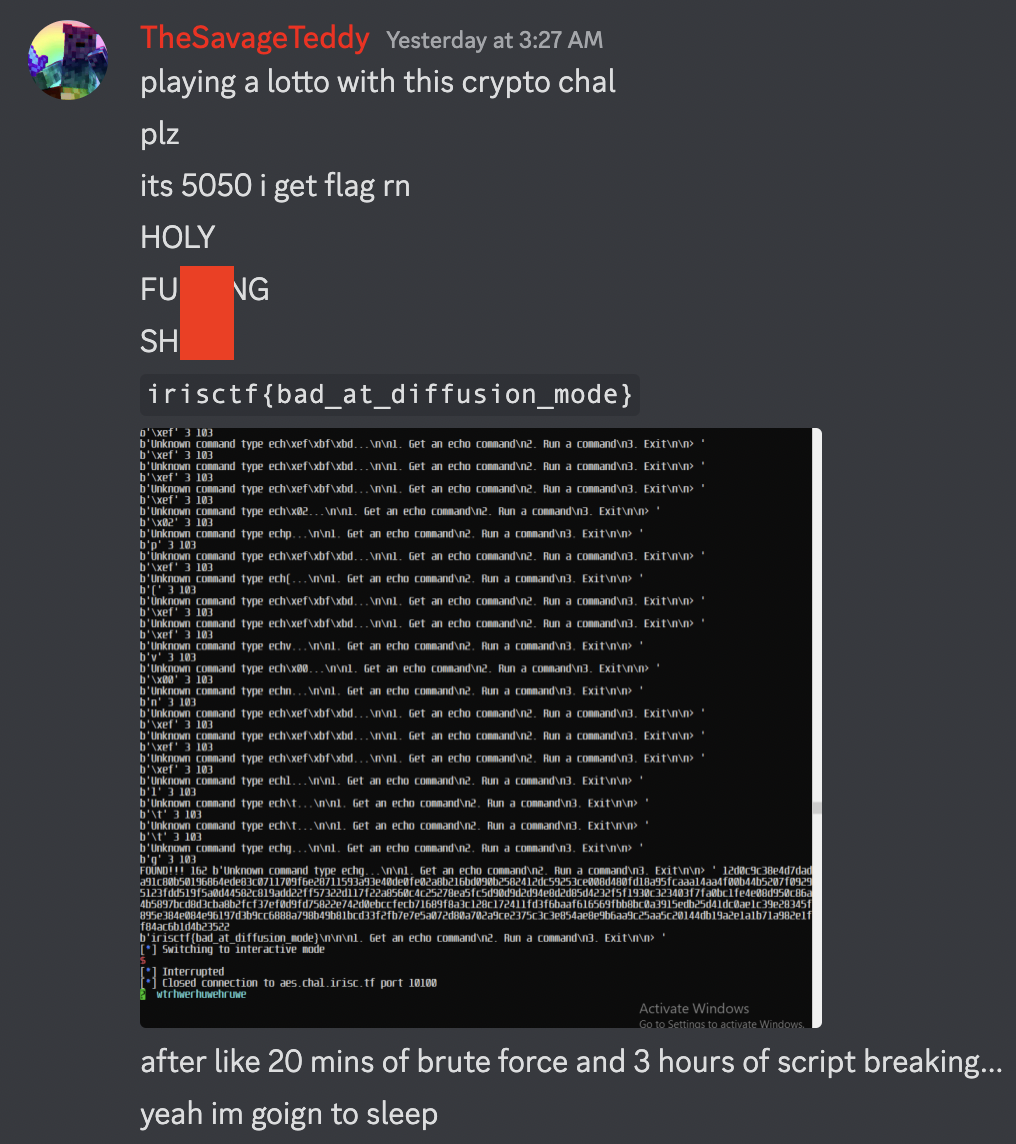 TheSavageTeddy Yesterday at 3:27 AM
playing a lotto with this crypto chal
plz
its 5050 i get flag rn
HOLY
FU NG
SH
irisctf{bad_at_diffusion_mode}
b'\xef' 3 103
b'Unknown command type ech\xef\xbf\xbd...\n\n1. Get an echo command\n2. Run a command\n3. Exit\n\n> '
b'\xef' 3 103
b'Unknown command type ech\xef\xbf\xbd...\n\n1. Get an echo command\n2. Run a command\n3. Exit\n\n> '
b'\xef' 3 103
b'Unknown command type ech\xef\xbf\xbd...\n\n1. Get an echo command\n2. Run a command\n3. Exit\n\n> '
b'\xef' 3 103
b'Unknown command type ech\x02...\n\n1. Get an echo command\n2. Run a command\n3. Exit\n\n> '
b'\x02' 3 103
b'Unknown command type echp...\n\n1. Get an echo command\n2. Run a command\n3. Exit\n\n> '
b'p' 3 103
b'Unknown command type ech\xef\xbf\xbd...\n\n1. Get an echo command\n2. Run a command\n3. Exit\n\n> '
b'\xef' 3 103
b'Unknown command type ech[...\n\n1. Get an echo command\n2. Run a command\n3. Exit\n\n> '
b'[' 3 103
b'Unknown command type ech\xef\xbf\xbd...\n\n1. Get an echo command\n2. Run a command\n3. Exit\n\n> '
b'\xef' 3 103
b'Unknown command type ech\xef\xbf\xbd...\n\n1. Get an echo command\n2. Run a command\n3. Exit\n\n> '
b'\xef' 3 103
b'Unknown command type echv...\n\n1. Get an echo command\n2. Run a command\n3. Exit\n\n> '
b'v' 3 103
b'Unknown command type ech\x00...\n\n1. Get an echo command\n2. Run a command\n3. Exit\n\n> '
b'\x00' 3 103
b'Unknown command type echn...\n\n1. Get an echo command\n2. Run a command\n3. Exit\n\n> '
b'n' 3 103
b'Unknown command type ech\xef\xbf\xbd...\n\n1. Get an echo command\n2. Run a command\n3. Exit\n\n> '
b'\xef' 3 103
b'Unknown command type ech\xef\xbf\xbd...\n\n1. Get an echo command\n2. Run a command\n3. Exit\n\n> '
b'\xef' 3 103
b'Unknown command type ech\xef\xbf\xbd...\n\n1. Get an echo command\n2. Run a command\n3. Exit\n\n> '
b'\xef' 3 103
b'Unknown command type echl...\n\n1. Get an echo command\n2. Run a command\n3. Exit\n\n> '
b'l' 3 103
b'Unknown command type ech\t...\n\n1. Get an echo command\n2. Run a command\n3. Exit\n\n> '
b'\t' 3 103
b'Unknown command type ech\t...\n\n1. Get an echo command\n2. Run a command\n3. Exit\n\n> '
b'\t' 3 103
b'Unknown command type echg...\n\n1. Get an echo command\n2. Run a command\n3. Exit\n\n> '
b'g' 3 103
FOUND!!! 162 b'Unknown command type echg...\n\n1. Get an echo command\n2. Run a command\n3. Exit\n\n> '
f84ac6b1d4b23522
b'irisctf{bad_at_diffusion_mode}\n\n\n1. Get an echo command\n2. Run a command\n3. Exit\n\n> '
[*] Switching to interactive mode
s
[*] Interrupted
[*] Closed connection to aes.chal.irisc.tf port 10100
wtrhwerhuwehruwe
Activate Windows
Go to Settings to activate Windows.
after like 20 mins of brute force and 3 hours of script breaking...
yeah im goign to sleep